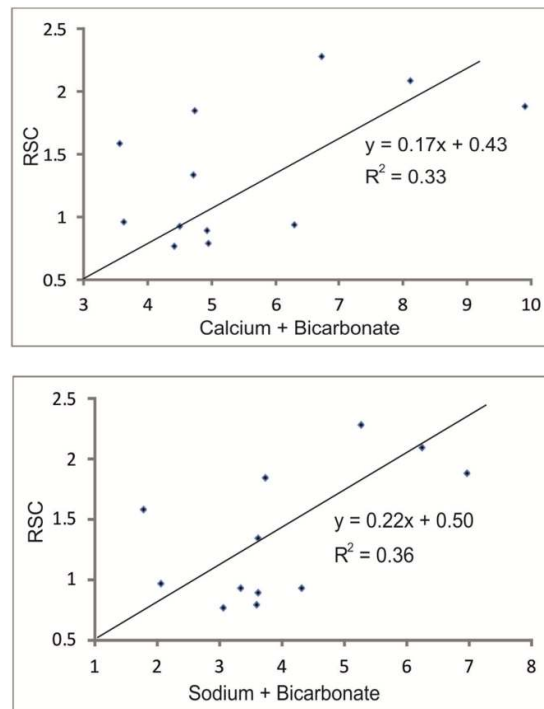 2.5
2
1.5
1
0.5
RSC
y = 0.17x + 0.43
R² = 0.33
3 4 5 6 7 8 9 10
Calcium + Bicarbonate
2.5
2
1.5
1
0.5
RSC
y = 0.22x + 0.50
R² = 0.36
1 2 3 4 5 6 7 8
Sodium + Bicarbonate